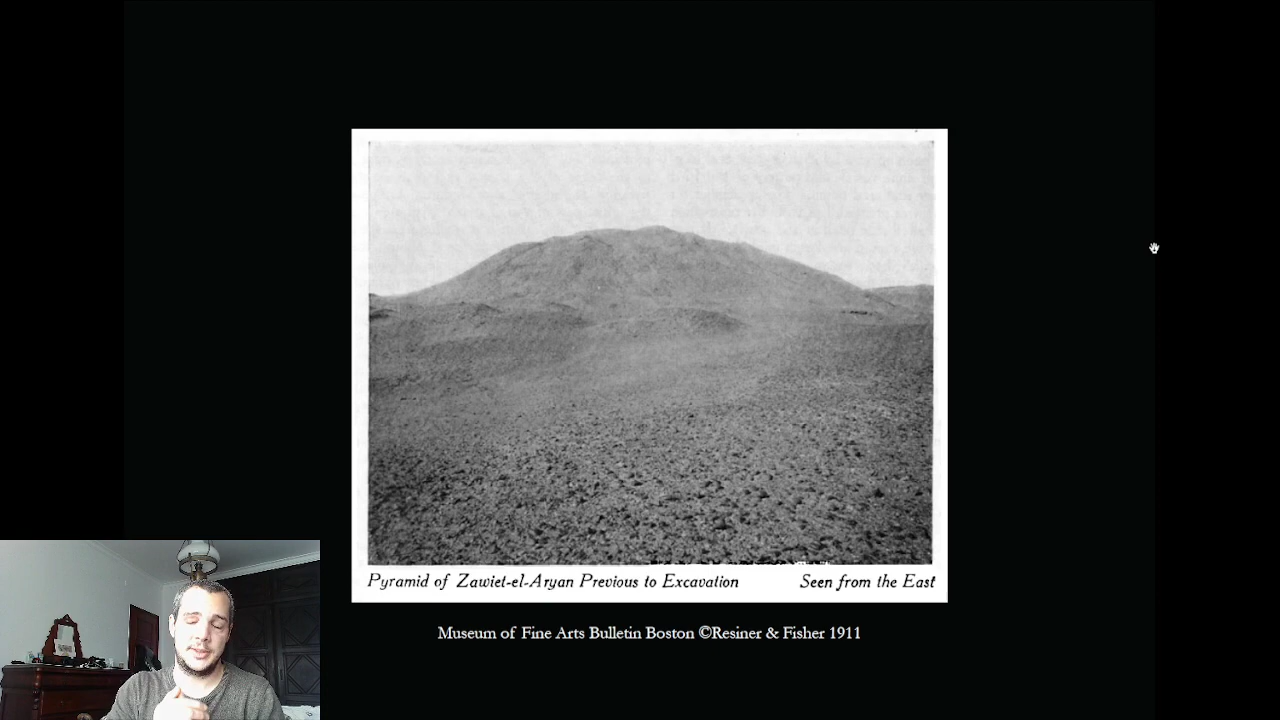 Pyramid of Zawiet-el-Aryan Previous to Excavation Seen from the East
Museum of Fine Arts Bulletin Boston ©Resiner & Fisher 1911